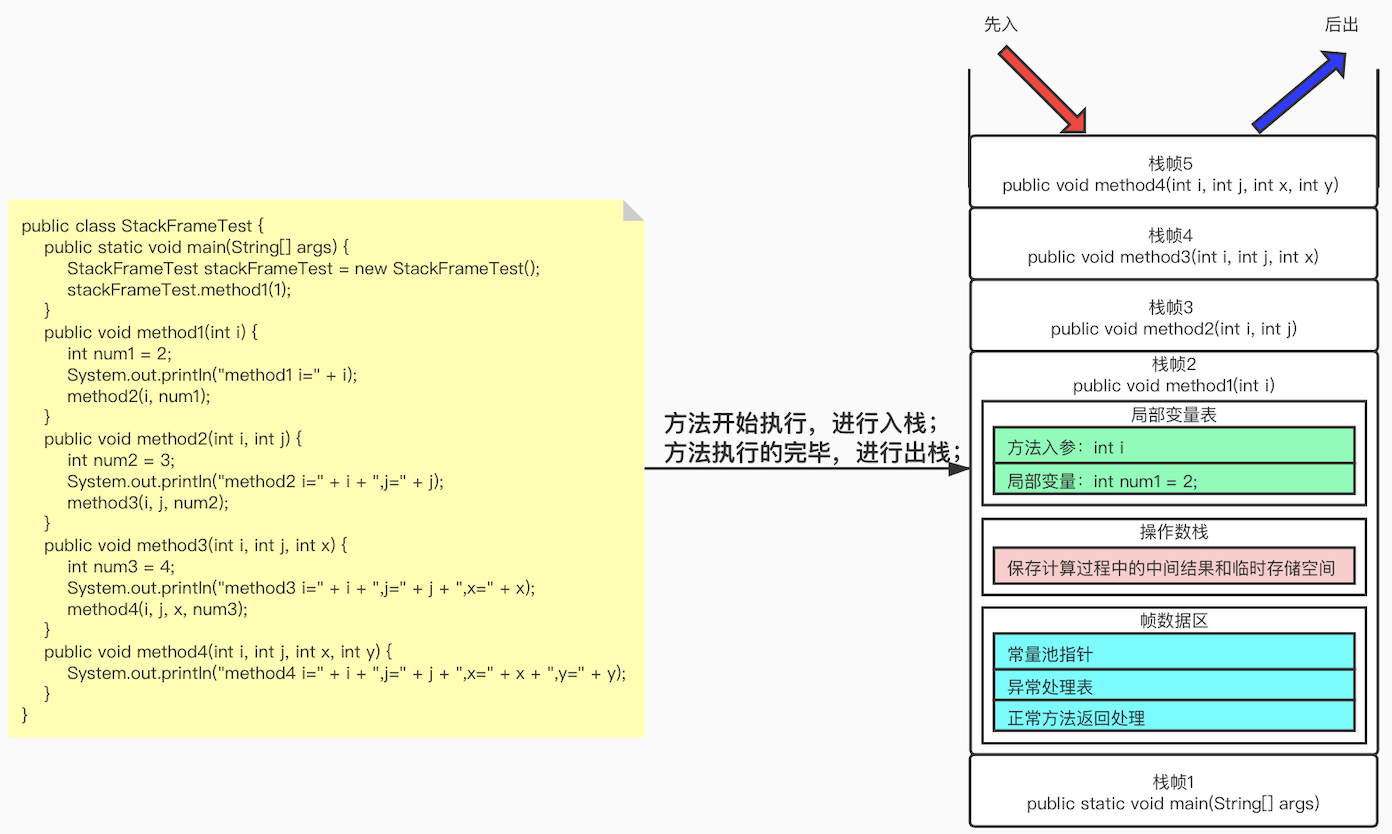 public class StackFrameTest {
public static void main(String[] args) {
StackFrameTest stackFrameTest = new StackFrameTest();
stackFrameTest.method1(1);
}
public void method1(int i) {
int num1 = 2;
System.out.println("method1 i=" + i);
method2(i, num1);
}
public void method2(int i, int j) {
int num2 = 3;
System.out.println("method2 i=" + i + ",j=" + j);
method3(i, j, num2);
}
public void method3(int i, int j, int x) {
int num3 = 4;
System.out.println("method3 i=" + i + ",j=" + j + ",x=" + x);
method4(i, j, x, num3);
}
public void method4(int i, int j, int x, int y) {
System.out.println("method4 i=" + i + ",j=" + j + ",x=" + x + ",y=" + y);
}
}
方法开始执行，进行入栈；
方法执行的完毕，进行出栈；
先入
后出
栈帧5
public void method4(int i, int j, int x, int y)
栈帧4
public void method3(int i, int j, int x)
栈帧3
public void method2(int i, int j)
栈帧2
public void method1(int i)
局部变量表
方法入参：int i
局部变量：int num1 = 2;
操作数栈
保存计算过程中的中间结果和临时存储空间
帧数据区
常量池指针
异常处理表
正常方法返回处理
栈帧1
public static void main(String[] args)